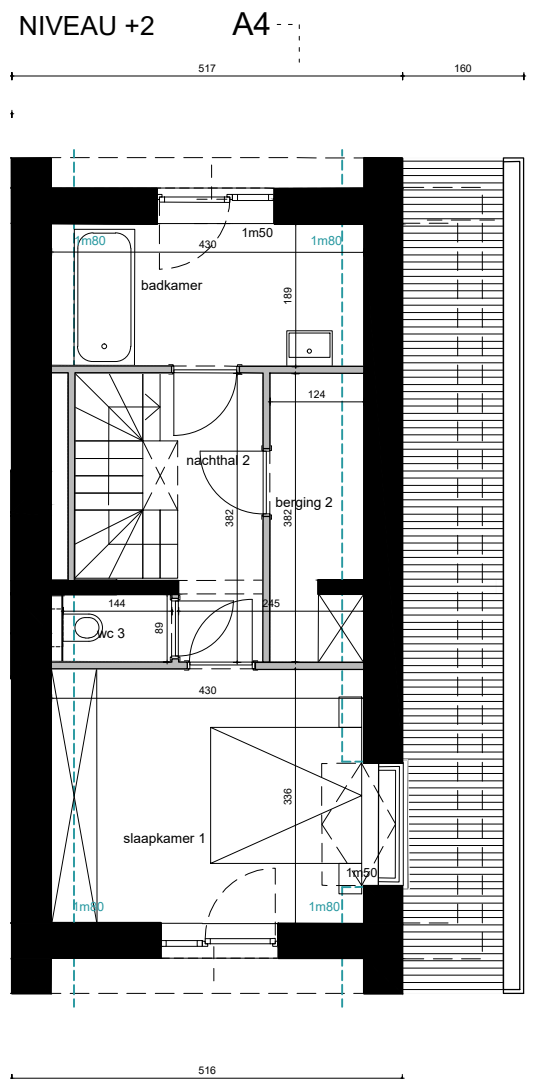 NIVEAU +2 A4
517 160
1m80 1m50 1m80
430
badkamer
189
124
nachthal 2
berging 2
382 382
144 245
89
wc 3
430
336
slaapkamer 1
1m50
1m80 1m80
516